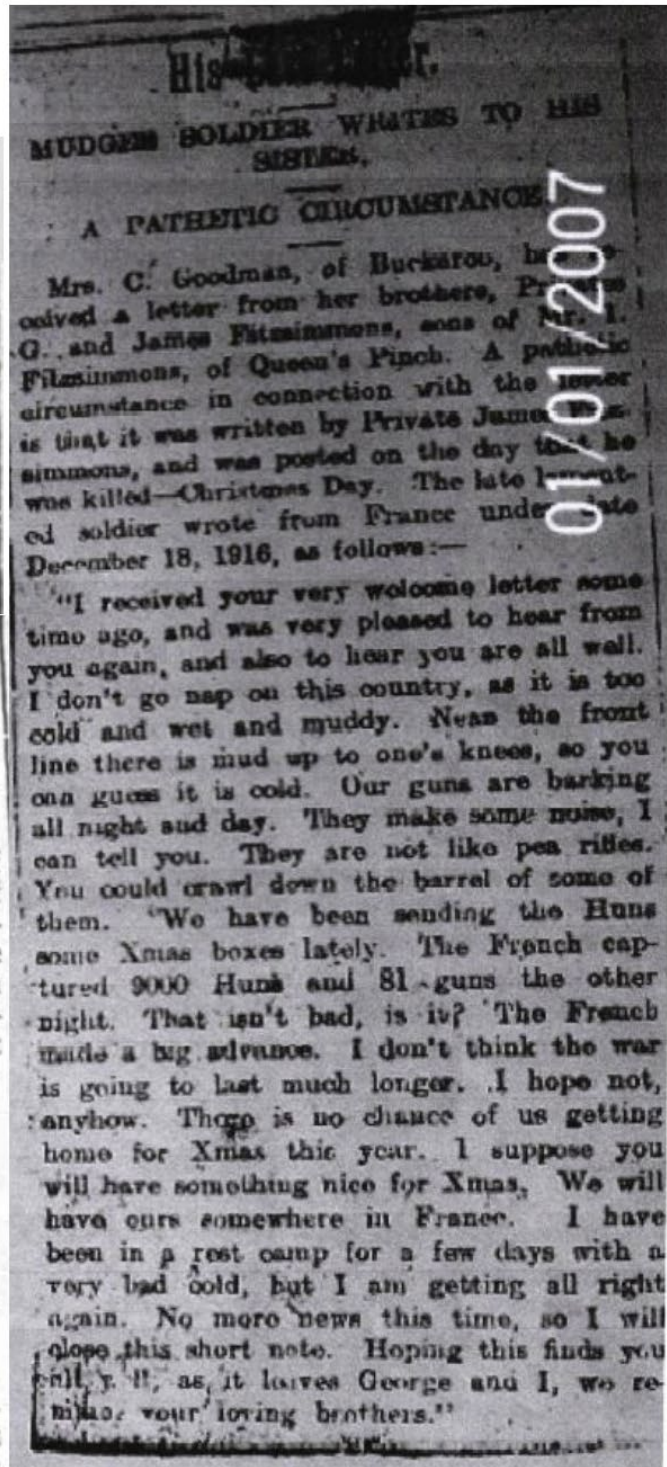 His
MUDGEE SOLDIER WRITES TO HIS
SISTER.
A PATHETIC CIRCUMSTANCE.
Mrs. C. Goodman, of Buckaroo, has re-
ceived a letter from her brothers, Privates
G. and James Fitzsimmons, sons of Mr. I.
Fitzsimmons, of Queen's Pinch. A pathetic
circumstance in connection with the letter
is that it was written by Private James Fitz-
simmons, and was posted on the day that he
was killed—Christmas Day. The late lament-
ed soldier wrote from France under date
December 18, 1916, as follows:—
"I received your very welcome letter some
time ago, and was very pleased to hear from
you again, and also to hear you are all well.
I don't go nap on this country, as it is too
cold and wet and muddy. Near the front
line there is mud up to one's knees, so you
can guess it is cold. Our guns are barking
all night and day. They make some noise, I
can tell you. They are not like pea rifles.
You could crawl down the barrel of some of
them. "We have been sending the Huns
some Xmas boxes lately. The French cap-
tured 9000 Huns and 81 guns the other
night. That isn't bad, is it? The French
made a big advance. I don't think the war
is going to last much longer. I hope not,
anyhow. There is no chance of us getting
home for Xmas this year. I suppose you
will have something nice for Xmas. We will
have ours somewhere in France. I have
been in a rest camp for a few days with a
very bad cold, but I am getting all right
again. No more news this time, so I will
close this short note. Hoping this finds you
all, as it leaves George and I, we re-
your loving brothers."
01/01/2007